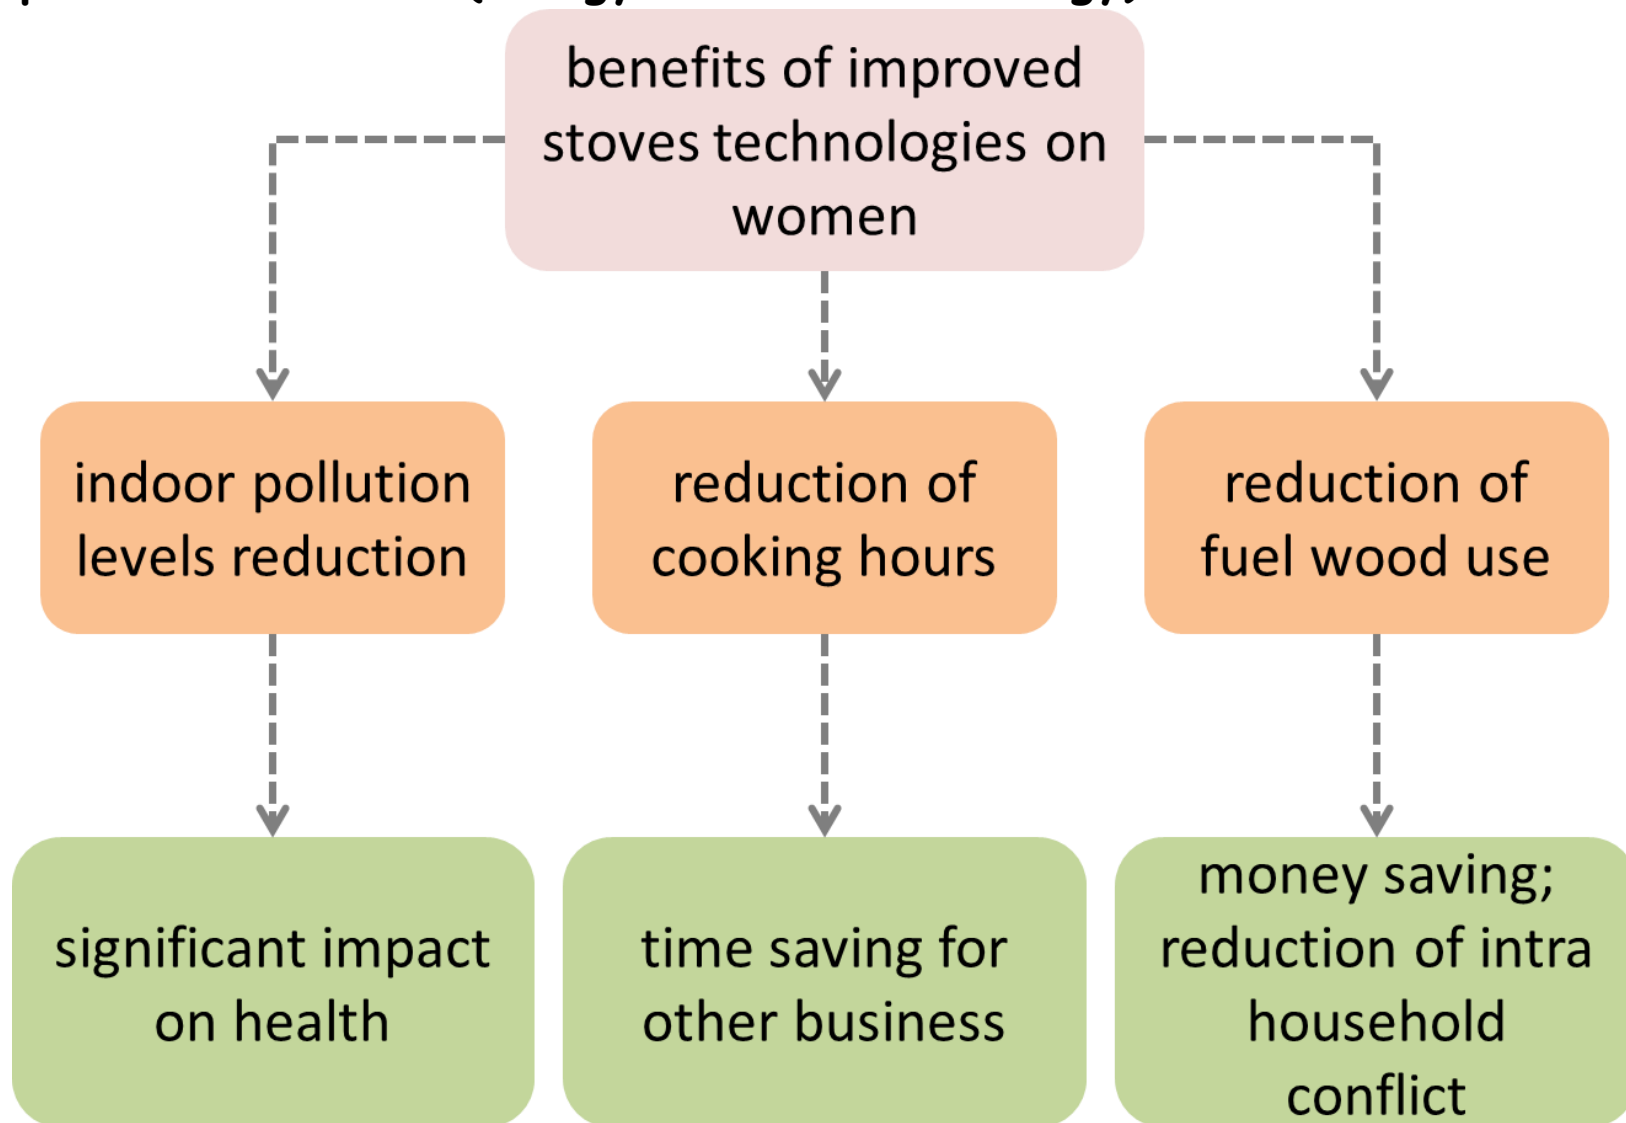 benefits of improved
stoves technologies on
women
indoor pollution
levels reduction
reduction of
cooking hours
reduction of
fuel wood use
significant impact
on health
time saving for
other business
money saving;
reduction of intra
household
conflict